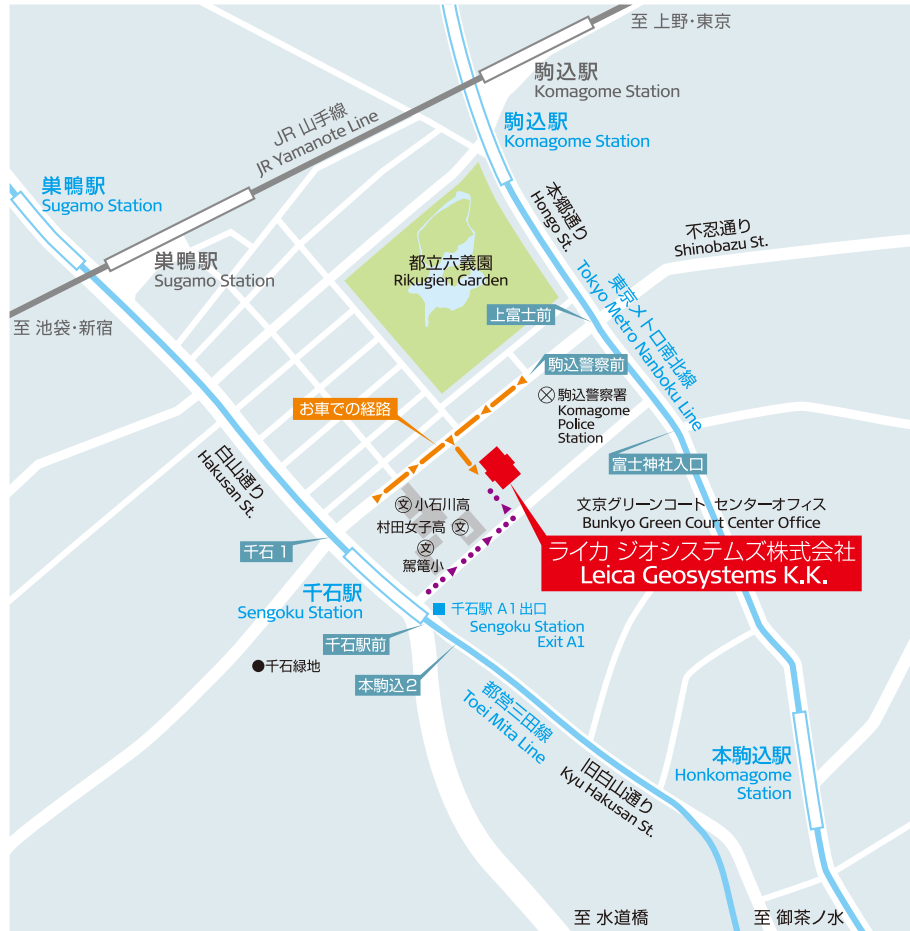 至 上野・東京
駒込駅
Komagome Station
駒込駅
Komagome Station
JR 山手線
JR Yamanote Line
巣鴨駅
Sugamo Station
巣鴨駅
Sugamo Station
至 池袋・新宿
本郷通り
Hongo St.
不忍通り
Shinobazu St.
都立六義園
Rikugien Garden
上富士前
東京メトロ南北線
Tokyo Metro Nanboku Line
駒込警察前
駒込警察署
Komagome
Police
Station
お車での経路
白山通り
Hakusan St.
富士神社入口
文 小石川高
村田女子高 文
文
駕籠小
文京グリーンコート センターオフィス
Bunkyo Green Court Center Office
ライカ ジオシステムズ株式会社
Leica Geosystems K.K.
千石 1
千石駅
Sengoku Station
千石駅 A1 出口
Sengoku Station
Exit A1
千石駅前
千石緑地
本駒込 2
都営三田線
Toei Mita Line
旧白山通り
Kyu Hakusan St.
本駒込駅
Honkomagome
Station
至 水道橋
至 御茶ノ水